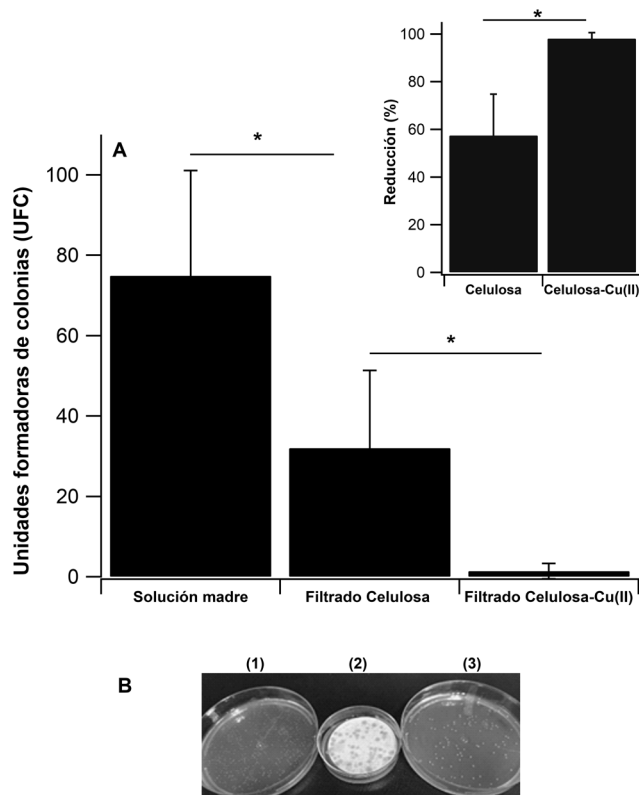 *
100
80
60
40
20
0
Reducción (%)
Celulosa
Celulosa-Cu(II)
A
*
*
100
80
60
40
20
0
Unidades formadoras de colonias (UFC)
Solución madre
Filtrado Celulosa
Filtrado Celulosa-Cu(II)
B
(1)
(2)
(3)